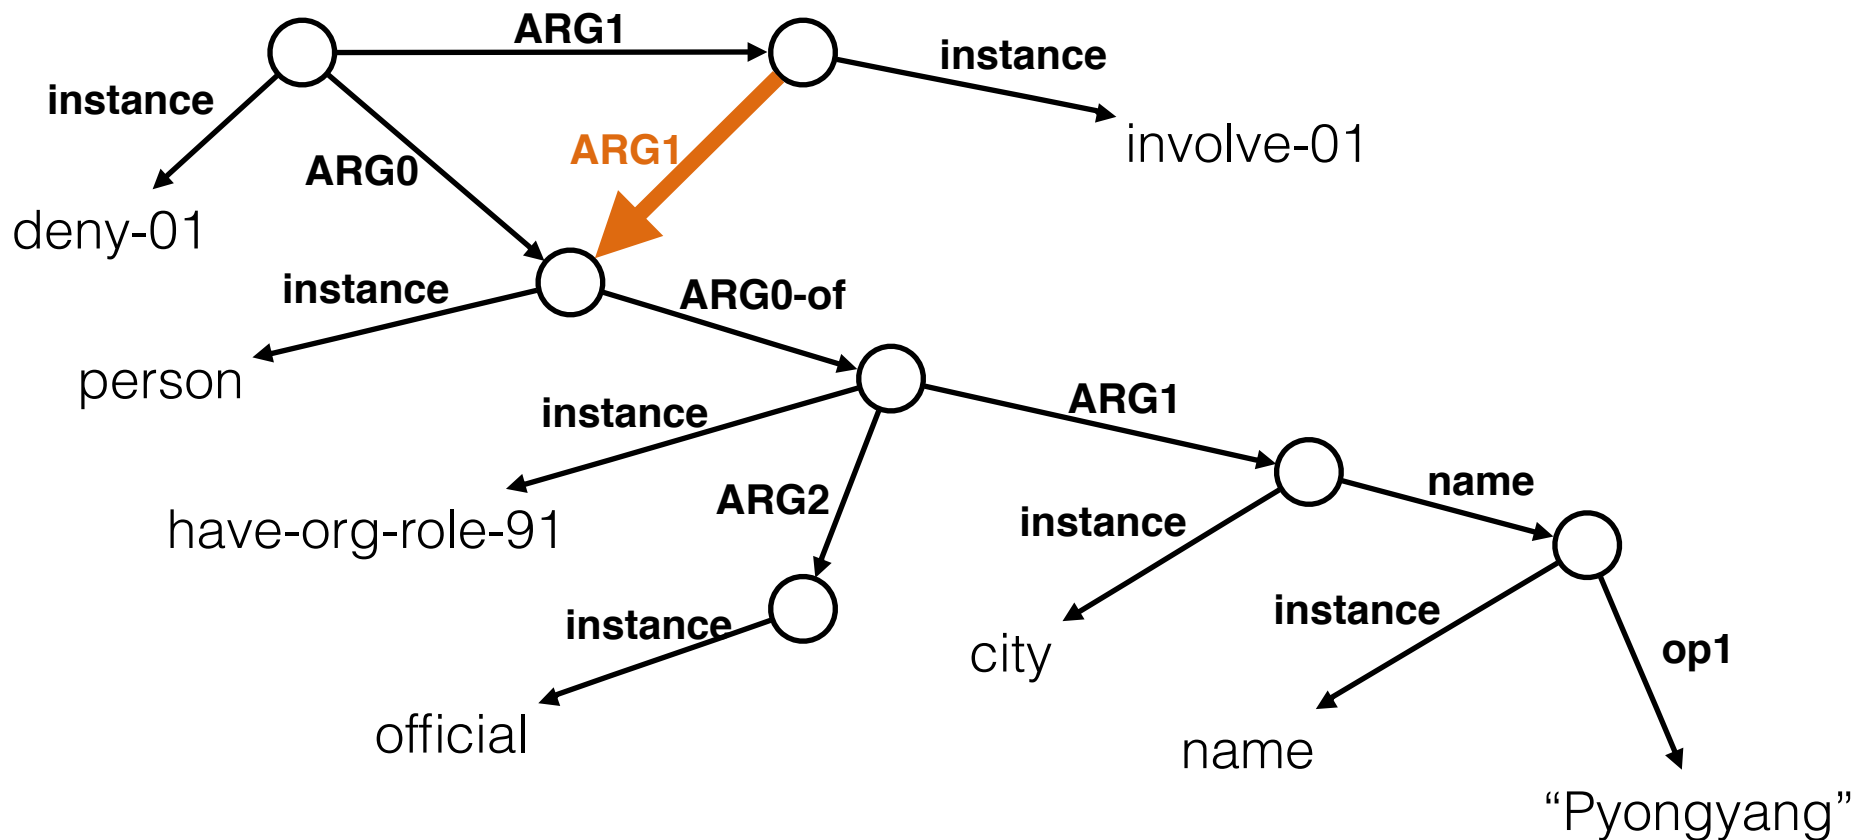 ARG1
instance
instance
ARG1
involve-01
ARG0
deny-01
instance
ARG0-of
person
ARG1
instance
name
ARG2
instance
have-org-role-91
instance
instance
city
op1
official
name
“Pyongyang”